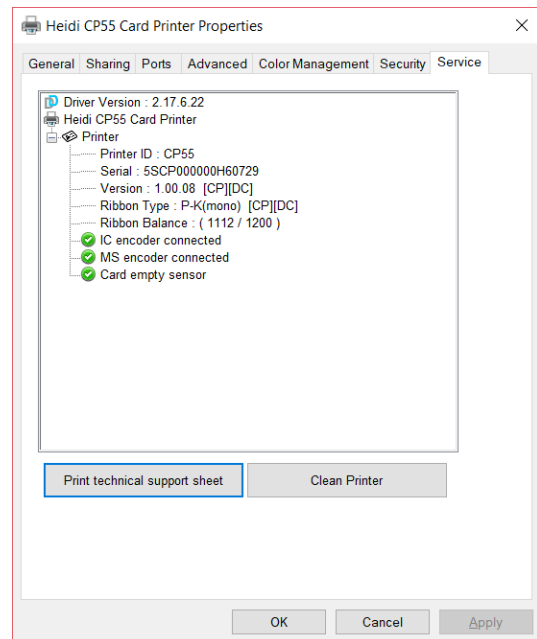 Heidi CP55 Card Printer Properties
General Sharing Ports Advanced Color Management Security Service
Driver Version : 2.17.6.22
Heidi CP55 Card Printer
Printer
Printer ID : CP55
Serial : 5SCP000000H60729
Version : 1.00.08 [CP][DC]
Ribbon Type : P-K(mono) [CP][DC]
Ribbon Balance : ( 1112 / 1200 )
IC encoder connected
MS encoder connected
Card empty sensor
Print technical support sheet Clean Printer
OK Cancel Apply